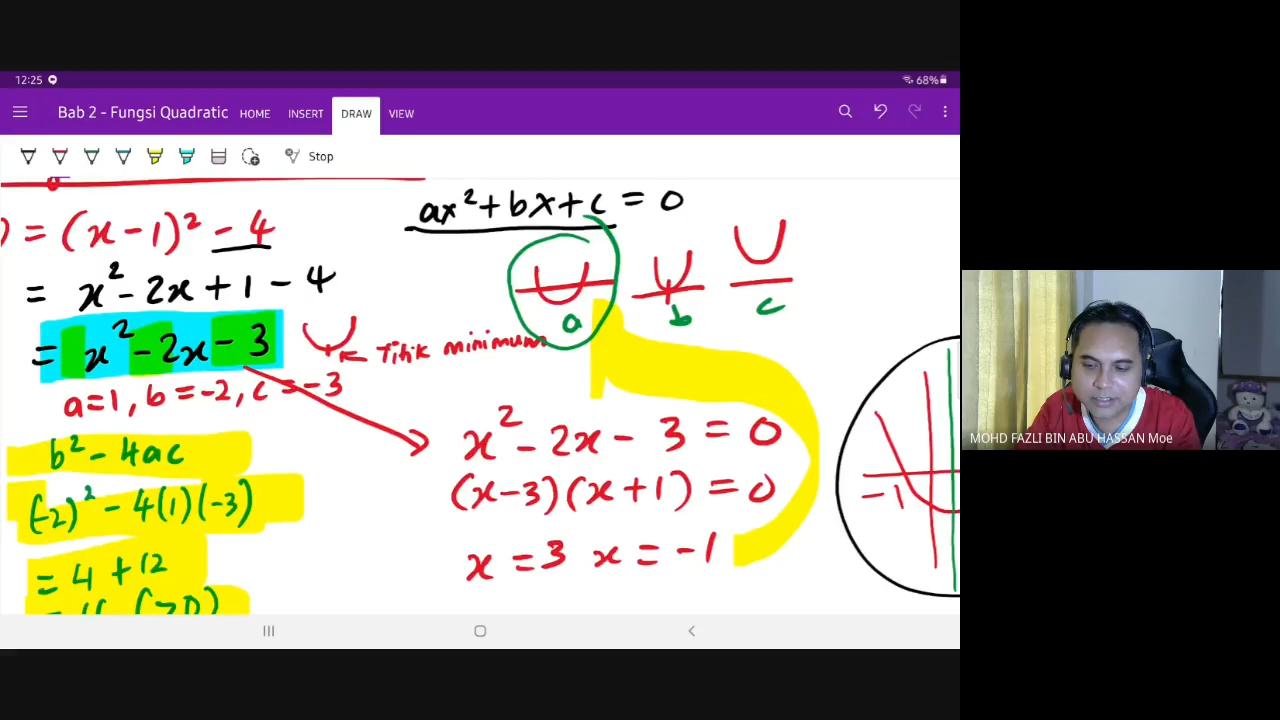 12:25 68%
Bab 2 - Fungsi Quadratic HOME INSERT DRAW VIEW
Stop
ax² + bx + c = 0
) = (x - 1)² - 4
= x² - 2x + 1 - 4
= x² - 2x - 3
a b c
Titik minimum
a = 1, b = -2, c = -3
b² - 4ac
(-2)² - 4(1)(-3)
= 4 + 12
= 16 (>0)
x² - 2x - 3 = 0
(x - 3)(x + 1) = 0
x = 3 x = -1
-1
MOHD FAZLI BIN ABU HASSAN Moe